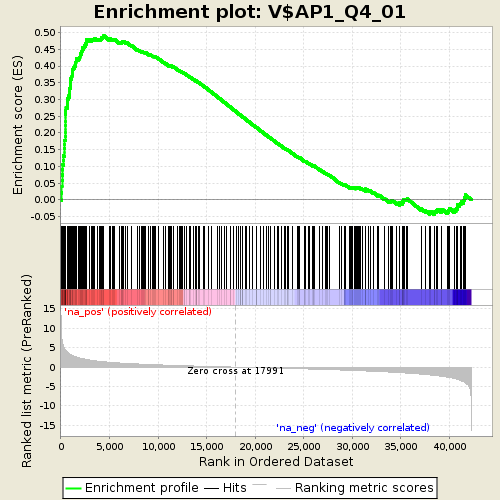 Enrichment plot: V$AP1_Q4_01
Enrichment score (ES)
0.50
0.45
0.40
0.35
0.30
0.25
0.20
0.15
0.10
0.05
0.00
-0.05
Ranked list metric (PreRanked)
15
10
5
0
-5
-10
-15
'na_pos' (positively correlated)
Zero cross at 17991
'na_neg' (negatively correlated)
0 5,000 10,000 15,000 20,000 25,000 30,000 35,000 40,000
Rank in Ordered Dataset
Enrichment profile Hits Ranking metric scores